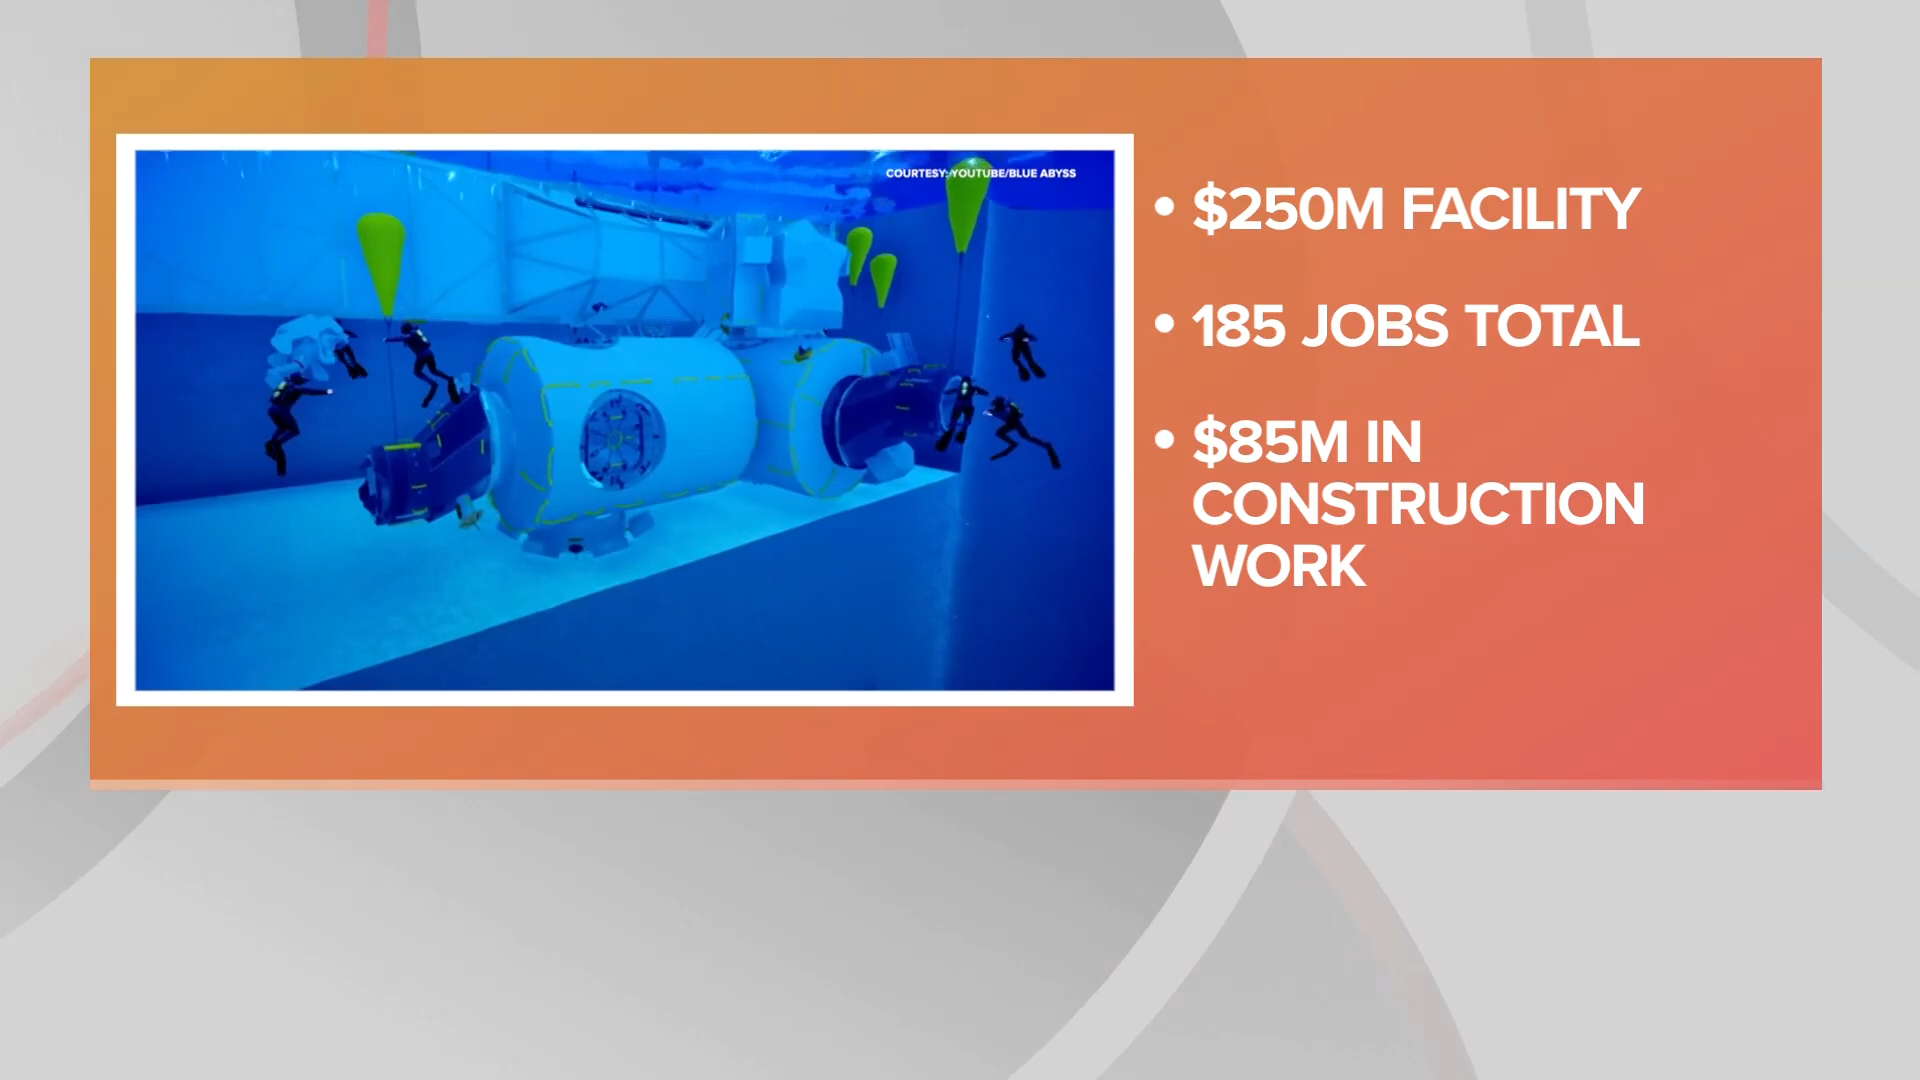 COURTESY: YOUTUBE/BLUE ABYSS
• $250M FACILITY
• 185 JOBS TOTAL
• $85M IN
CONSTRUCTION
WORK